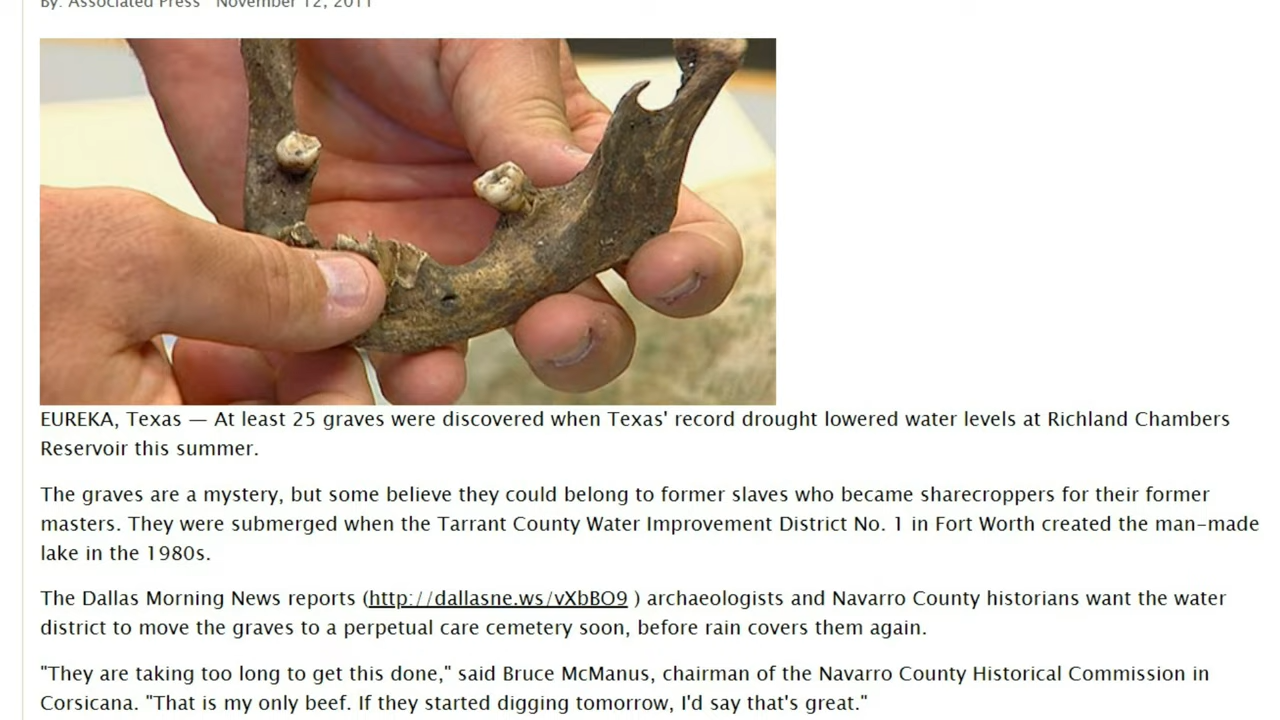 By: Associated Press November 12, 2011
EUREKA, Texas — At least 25 graves were discovered when Texas' record drought lowered water levels at Richland Chambers
Reservoir this summer.
The graves are a mystery, but some believe they could belong to former slaves who became sharecroppers for their former
masters. They were submerged when the Tarrant County Water Improvement District No. 1 in Fort Worth created the man-made
lake in the 1980s.
The Dallas Morning News reports (http://dallasne.ws/vXbBO9 ) archaeologists and Navarro County historians want the water
district to move the graves to a perpetual care cemetery soon, before rain covers them again.
"They are taking too long to get this done," said Bruce McManus, chairman of the Navarro County Historical Commission in
Corsicana. "That is my only beef. If they started digging tomorrow, I'd say that's great."